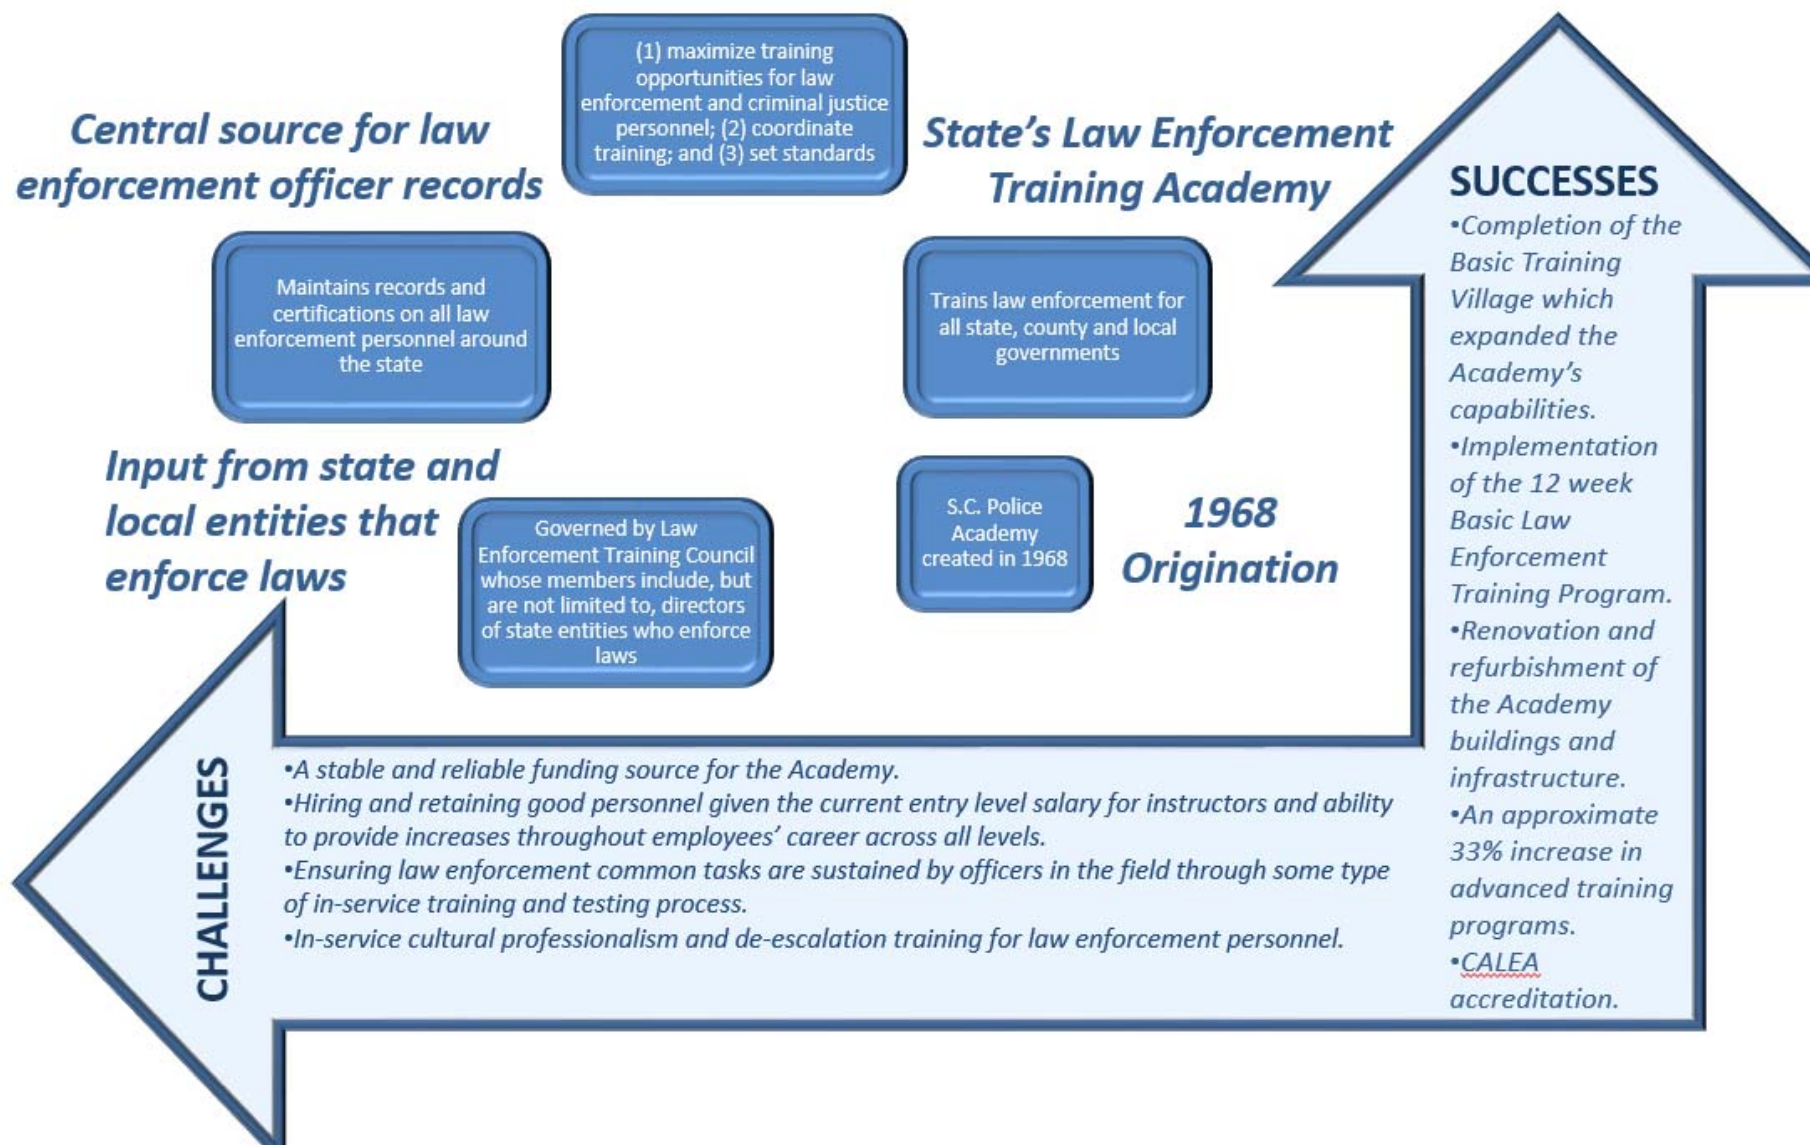 (1) maximize training
opportunities for law
enforcement and criminal justice
personnel; (2) coordinate
training; and (3) set standards
Central source for law
enforcement officer records
State’s Law Enforcement
Training Academy
Maintains records and
certifications on all law
enforcement personnel around
the state
Trains law enforcement for
all state, county and local
governments
Input from state and
local entities that
enforce laws
Governed by Law
Enforcement Training Council
whose members include, but
are not limited to, directors
of state entities who enforce
laws
S.C. Police
Academy
created in 1968
1968
Origination
SUCCESSES
•Completion of the
Basic Training
Village which
expanded the
Academy’s
capabilities.
•Implementation
of the 12 week
Basic Law
Enforcement
Training Program.
•Renovation and
refurbishment of
the Academy
buildings and
infrastructure.
•An approximate
33% increase in
advanced training
programs.
•CALEA
accreditation.
CHALLENGES
•A stable and reliable funding source for the Academy.
•Hiring and retaining good personnel given the current entry level salary for instructors and ability
to provide increases throughout employees’ career across all levels.
•Ensuring law enforcement common tasks are sustained by officers in the field through some type
of in-service training and testing process.
•In-service cultural professionalism and de-escalation training for law enforcement personnel.